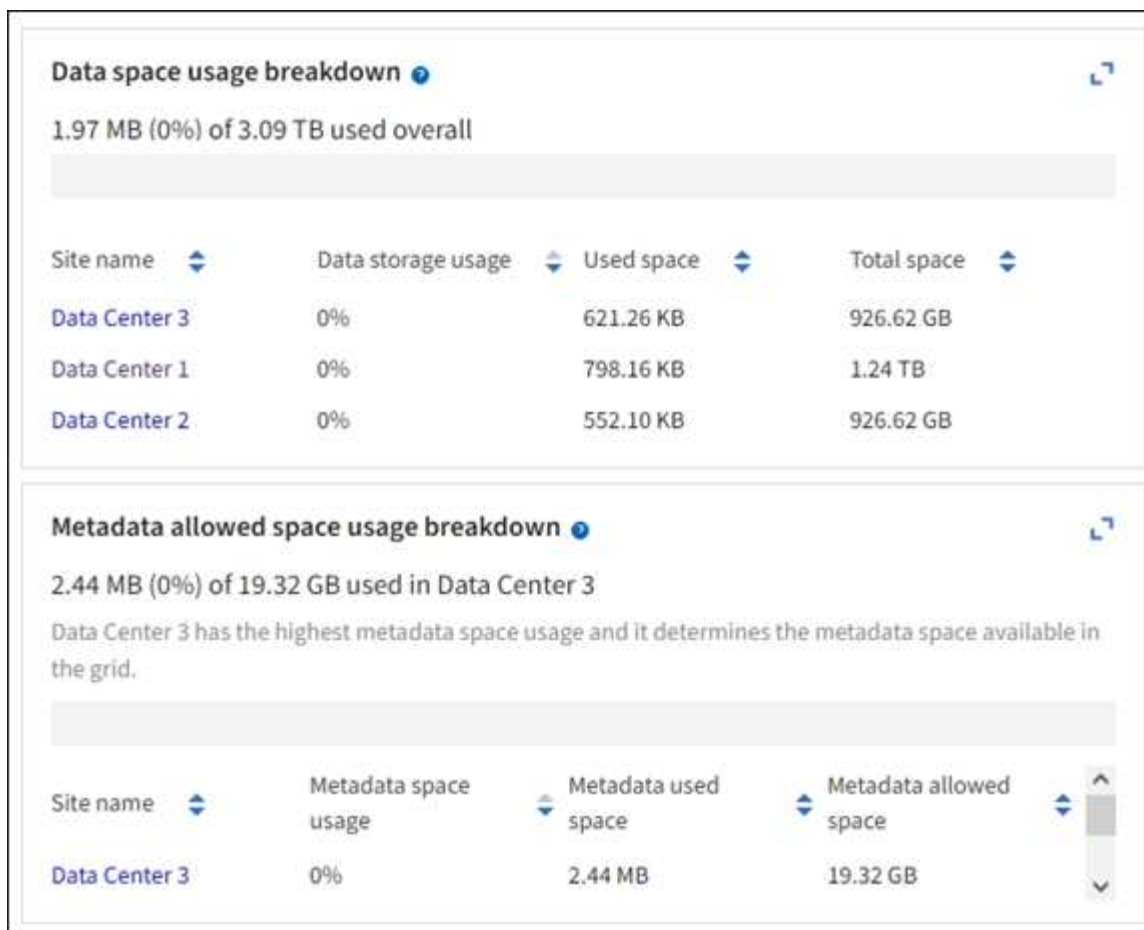 Data space usage breakdown
1.97 MB (0%) of 3.09 TB used overall
Site name Data storage usage Used space Total space
Data Center 3 0% 621.26 KB 926.62 GB
Data Center 1 0% 798.16 KB 1.24 TB
Data Center 2 0% 552.10 KB 926.62 GB
Metadata allowed space usage breakdown
2.44 MB (0%) of 19.32 GB used in Data Center 3
Data Center 3 has the highest metadata space usage and it determines the metadata space available in
the grid.
Site name Metadata space usage Metadata used space Metadata allowed space
Data Center 3 0% 2.44 MB 19.32 GB